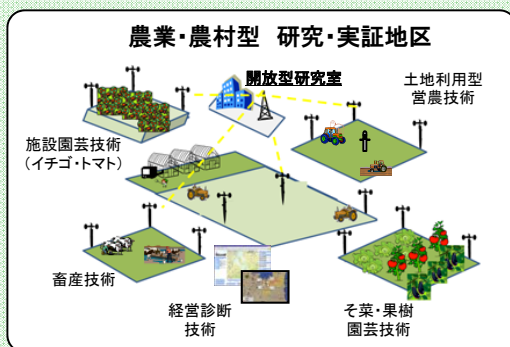 農業・農村型 研究・実証地区
開放型研究室
土地利用型
営農技術
施設園芸技術
（イチゴ・トマト）
畜産技術
経営診断
技術
そ菜・果樹
園芸技術